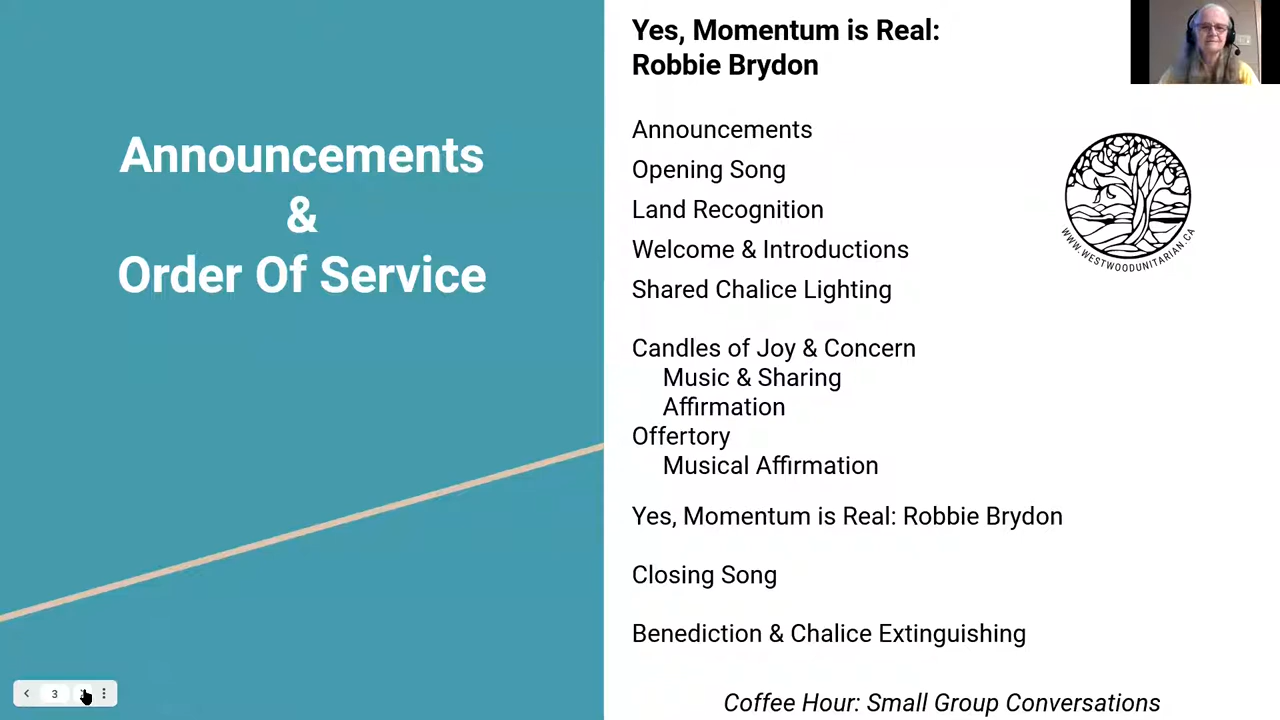 Announcements
&
Order Of Service
Yes, Momentum is Real:
Robbie Brydon
Announcements
Opening Song
Land Recognition
Welcome & Introductions
Shared Chalice Lighting
Candles of Joy & Concern
Music & Sharing
Affirmation
Offertory
Musical Affirmation
Yes, Momentum is Real: Robbie Brydon
Closing Song
Benediction & Chalice Extinguishing
Coffee Hour: Small Group Conversations
WWW.WESTWOODUNITARIAN.CA
3